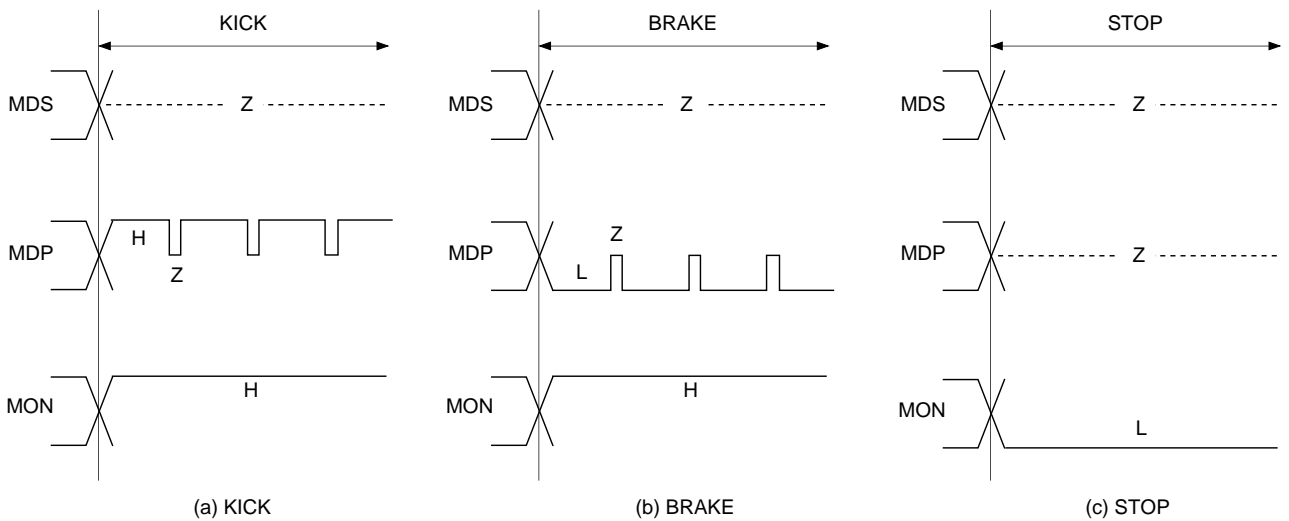 KICK
MDS
Z
MDP
H
Z
MON
H
(a) KICK
BRAKE
MDS
Z
MDP
Z
L
MON
H
(b) BRAKE
STOP
MDS
Z
MDP
Z
MON
L
(c) STOP